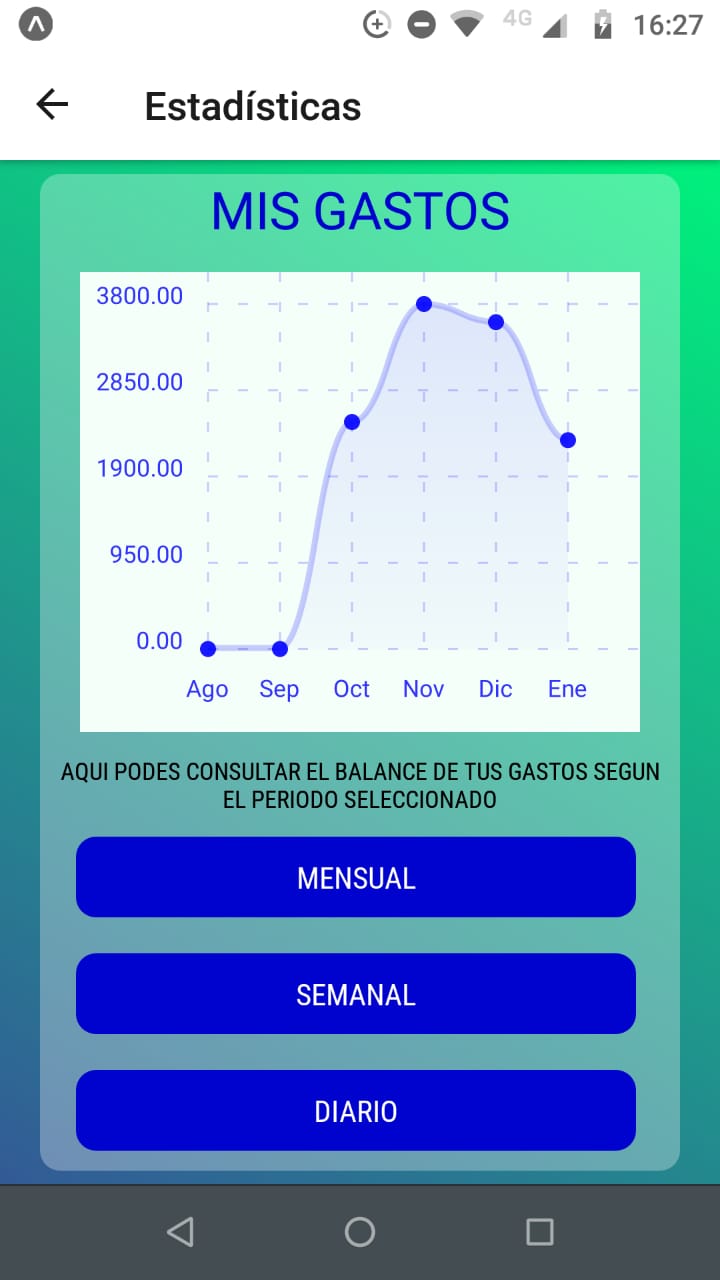 4G 16:27
Estadísticas
MIS GASTOS
3800.00
2850.00
1900.00
950.00
0.00
Ago Sep Oct Nov Dic Ene
AQUI PODES CONSULTAR EL BALANCE DE TUS GASTOS SEGUN
EL PERIODO SELECCIONADO
MENSUAL
SEMANAL
DIARIO